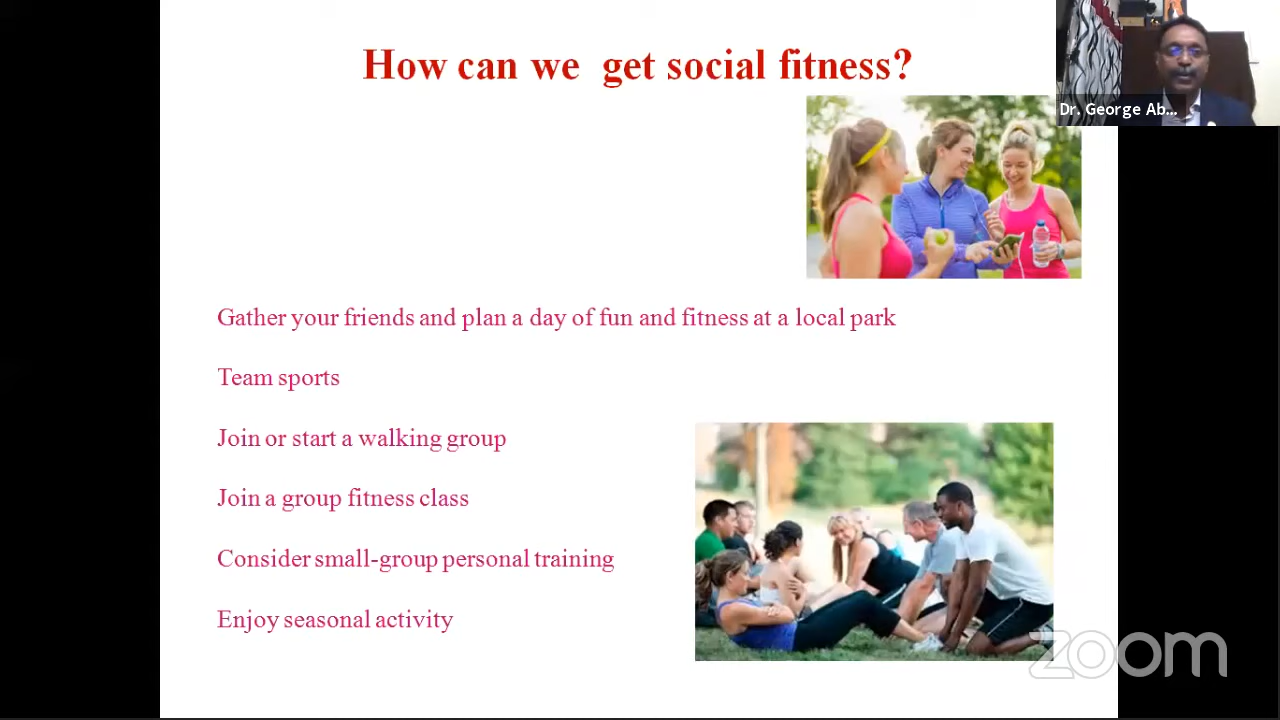 How can we get social fitness?
Dr. George Ab...
Gather your friends and plan a day of fun and fitness at a local park
Team sports
Join or start a walking group
Join a group fitness class
Consider small-group personal training
Enjoy seasonal activity
zoom